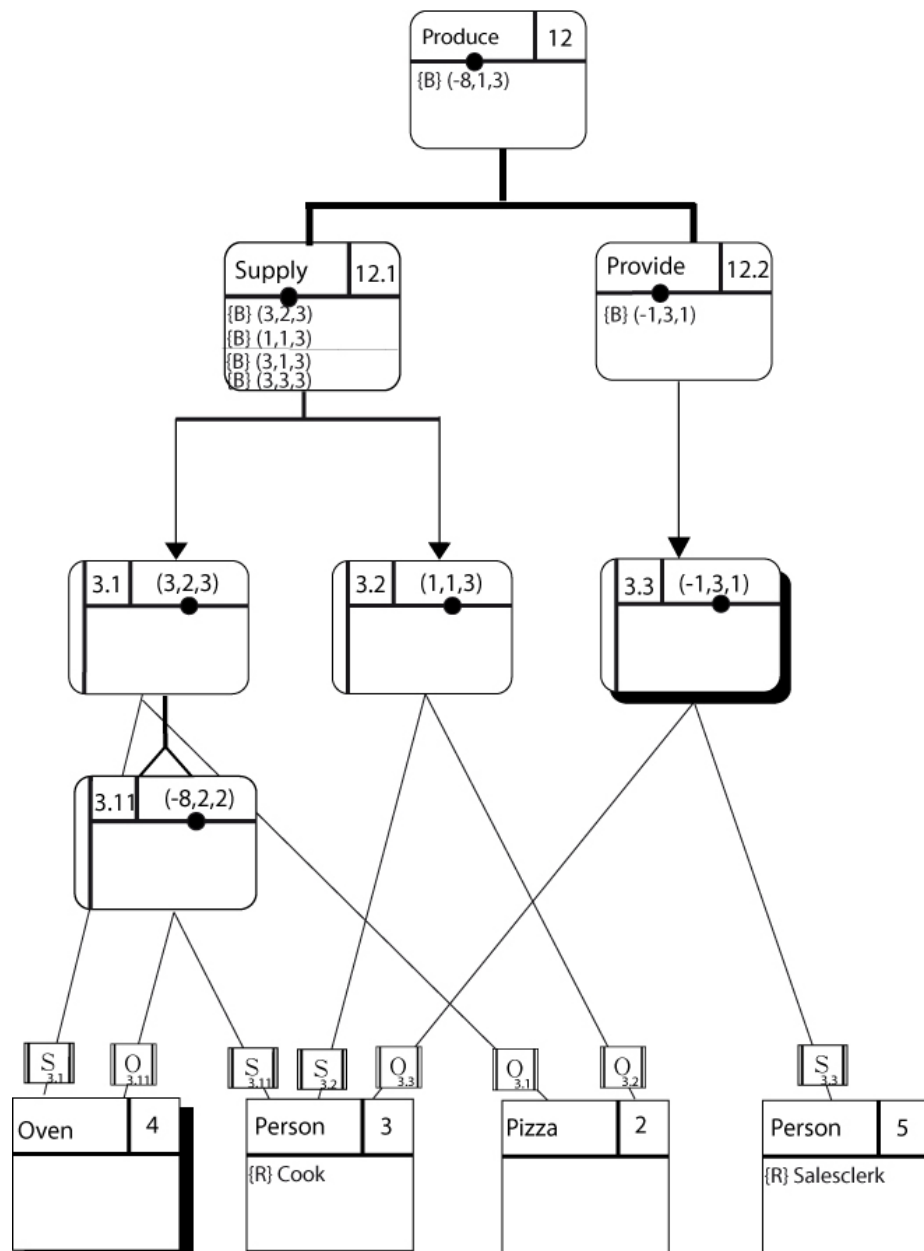 Produce 12
{B} (-8,1,3)
Supply 12.1
{B} (3,2,3)
{B} (1,1,3)
{B} (3,1,3)
{B} (3,3,3)
Provide 12.2
{B} (-1,3,1)
3.1 (3,2,3)
3.2 (1,1,3)
3.3 (-1,3,1)
3.11 (-8,2,2)
S 3.1
O 3.11
S 3.11
S 3.2
O 3.3
O 3.1
O 3.2
S 3.3
Oven 4
Person 3
{R} Cook
Pizza 2
Person 5
{R} Salesclerk